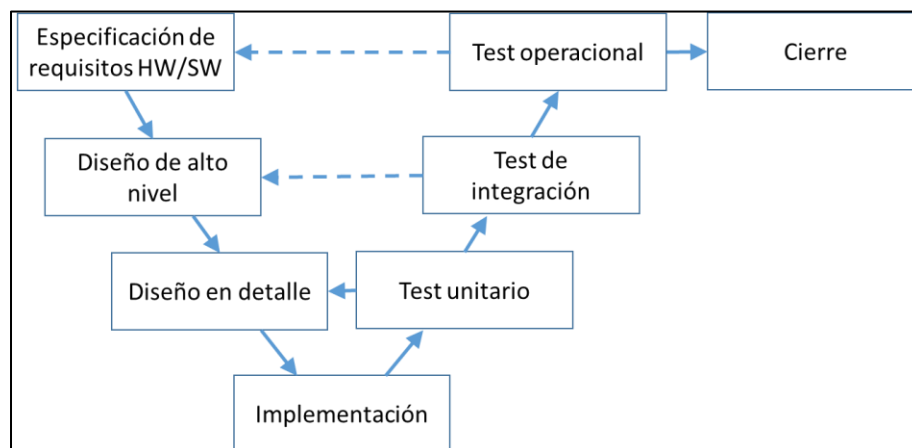 Especificación de
requisitos HW/SW
Test operacional
Cierre
Diseño de alto
nivel
Test de
integración
Diseño en detalle
Test unitario
Implementación